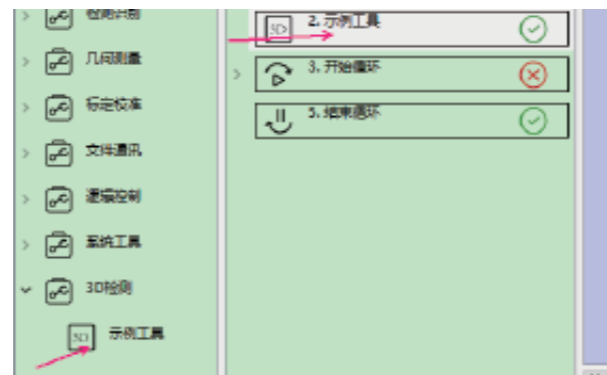 检测识别
几何测量
标定校准
文件通讯
逻辑控制
系统工具
3D检测
3D 示例工具
3D 2. 示例工具
3. 开始循环
5. 结束循环